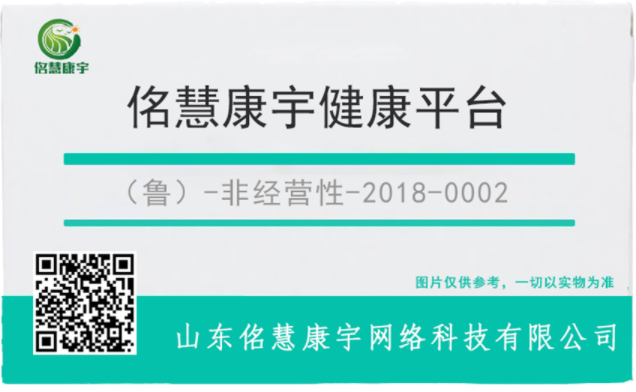 佲慧康宇
佲慧康宇健康平台
（鲁）-非经营性-2018-0002
图片仅供参考，一切以实物为准
山东佲慧康宇网络科技有限公司